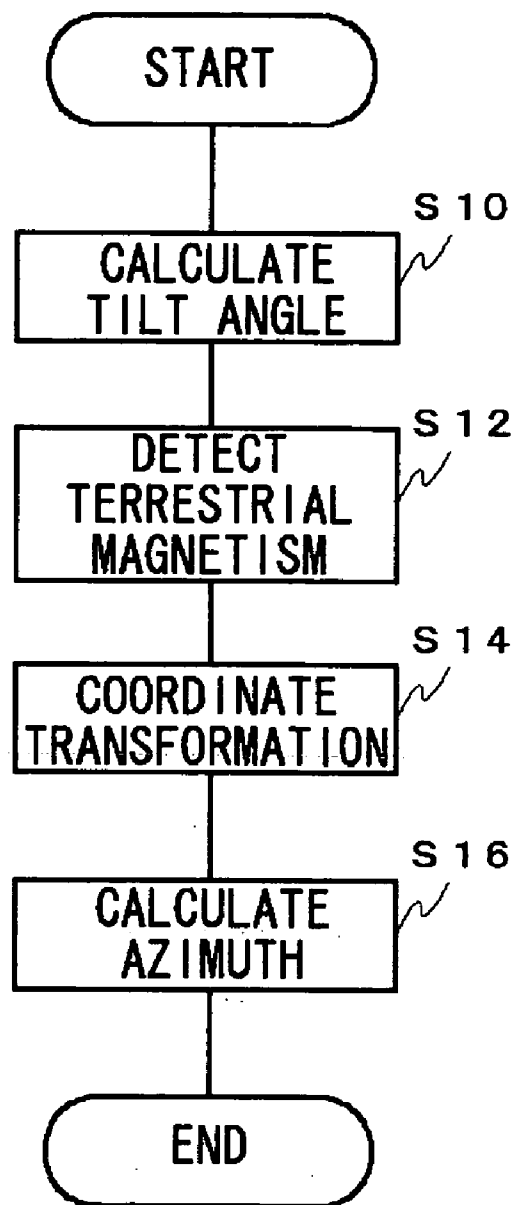 START
S10
CALCULATE
TILT ANGLE
S12
DETECT
TERRESTRIAL
MAGNETISM
S14
COORDINATE
TRANSFORMATION
S16
CALCULATE
AZIMUTH
END